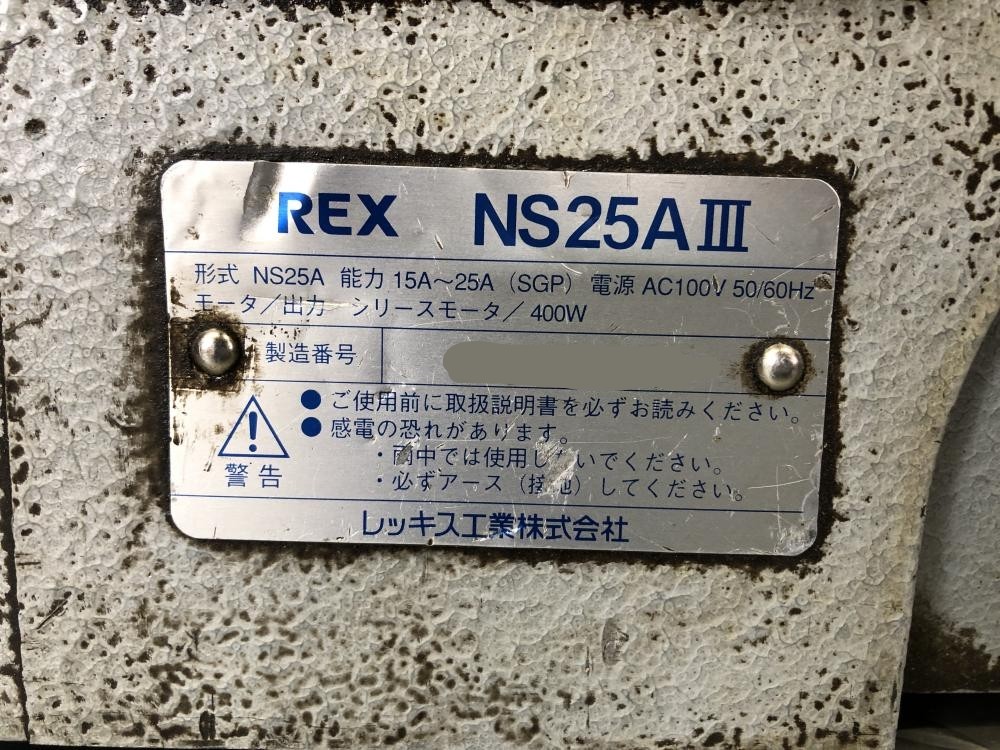 REX NS25AⅢ
形式 NS25A 能力 15A～25A (SGP) 電源 AC100V 50/60Hz
モータ／出力 シリースモータ／400W
製造番号
● ご使用前に取扱説明書を必ずお読みください。
● 感電の恐れがあります。
・雨中では使用しないでください。
・必ずアース（接地）してください。
警告
レッキス工業株式会社